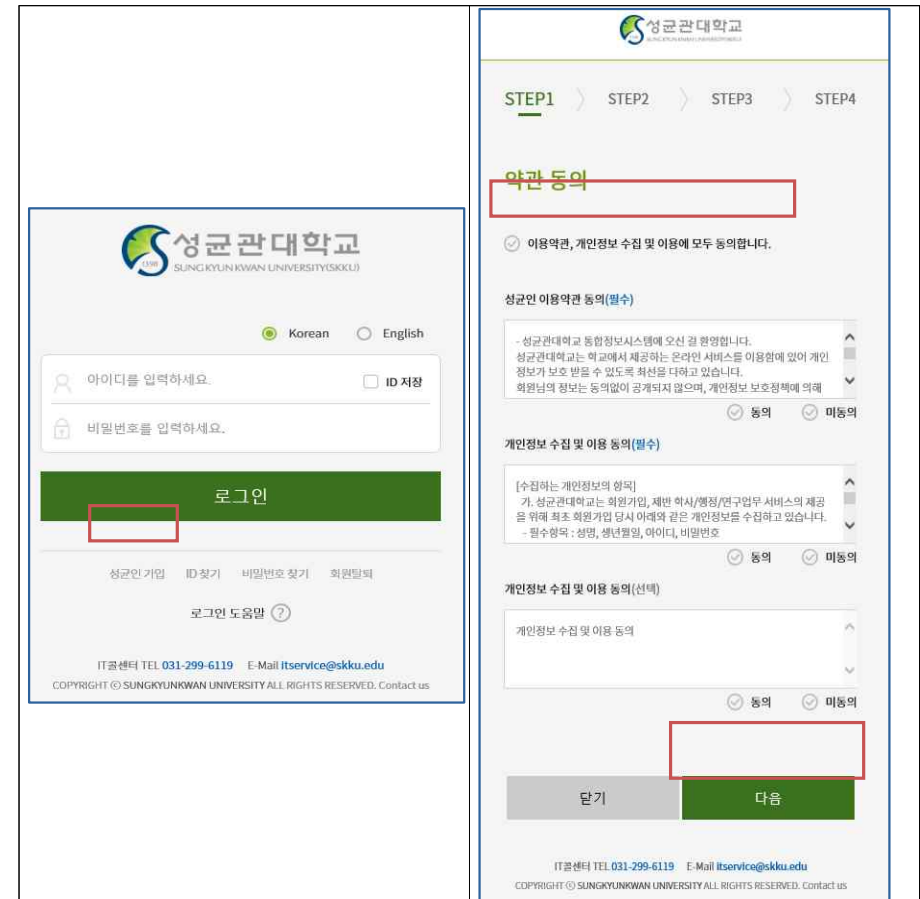 성균관대학교
SUNGKYUNKWAN UNIVERSITY(SKKU)
Korean English
아이디를 입력하세요. ID 저장
비밀번호를 입력하세요.
로그인
성균인 가입 ID 찾기 비밀번호 찾기 회원탈퇴
로그인 도움말 ?
IT콜센터 TEL 031-299-6119 E-Mail itservice@skku.edu
COPYRIGHT ⓒ SUNGKYUNKWAN UNIVERSITY ALL RIGHTS RESERVED. Contact us
성균관대학교
SUNGKYUNKWAN UNIVERSITY(SKKU)
STEP1 STEP2 STEP3 STEP4
약관 동의
이용약관, 개인정보 수집 및 이용에 모두 동의합니다.
성균인 이용약관 동의(필수)
- 성균관대학교 통합정보시스템에 오신 걸 환영합니다.
성균관대학교는 학교에서 제공하는 온라인 서비스를 이용함에 있어 개인
정보가 보호 받을 수 있도록 최선을 다하고 있습니다.
회원님의 정보는 동의없이 공개되지 않으며, 개인정보 보호정책에 의해
동의 미동의
개인정보 수집 및 이용 동의(필수)
[수집하는 개인정보의 항목]
가. 성균관대학교는 회원가입, 제반 학사/행정/연구업무 서비스의 제공
을 위해 최초 회원가입 당시 아래와 같은 개인정보를 수집하고 있습니다.
- 필수항목 : 성명, 생년월일, 아이디, 비밀번호
동의 미동의
개인정보 수집 및 이용 동의(선택)
개인정보 수집 및 이용 동의
동의 미동의
닫기 다음
IT콜센터 TEL 031-299-6119 E-Mail itservice@skku.edu
COPYRIGHT ⓒ SUNGKYUNKWAN UNIVERSITY ALL RIGHTS RESERVED. Contact us